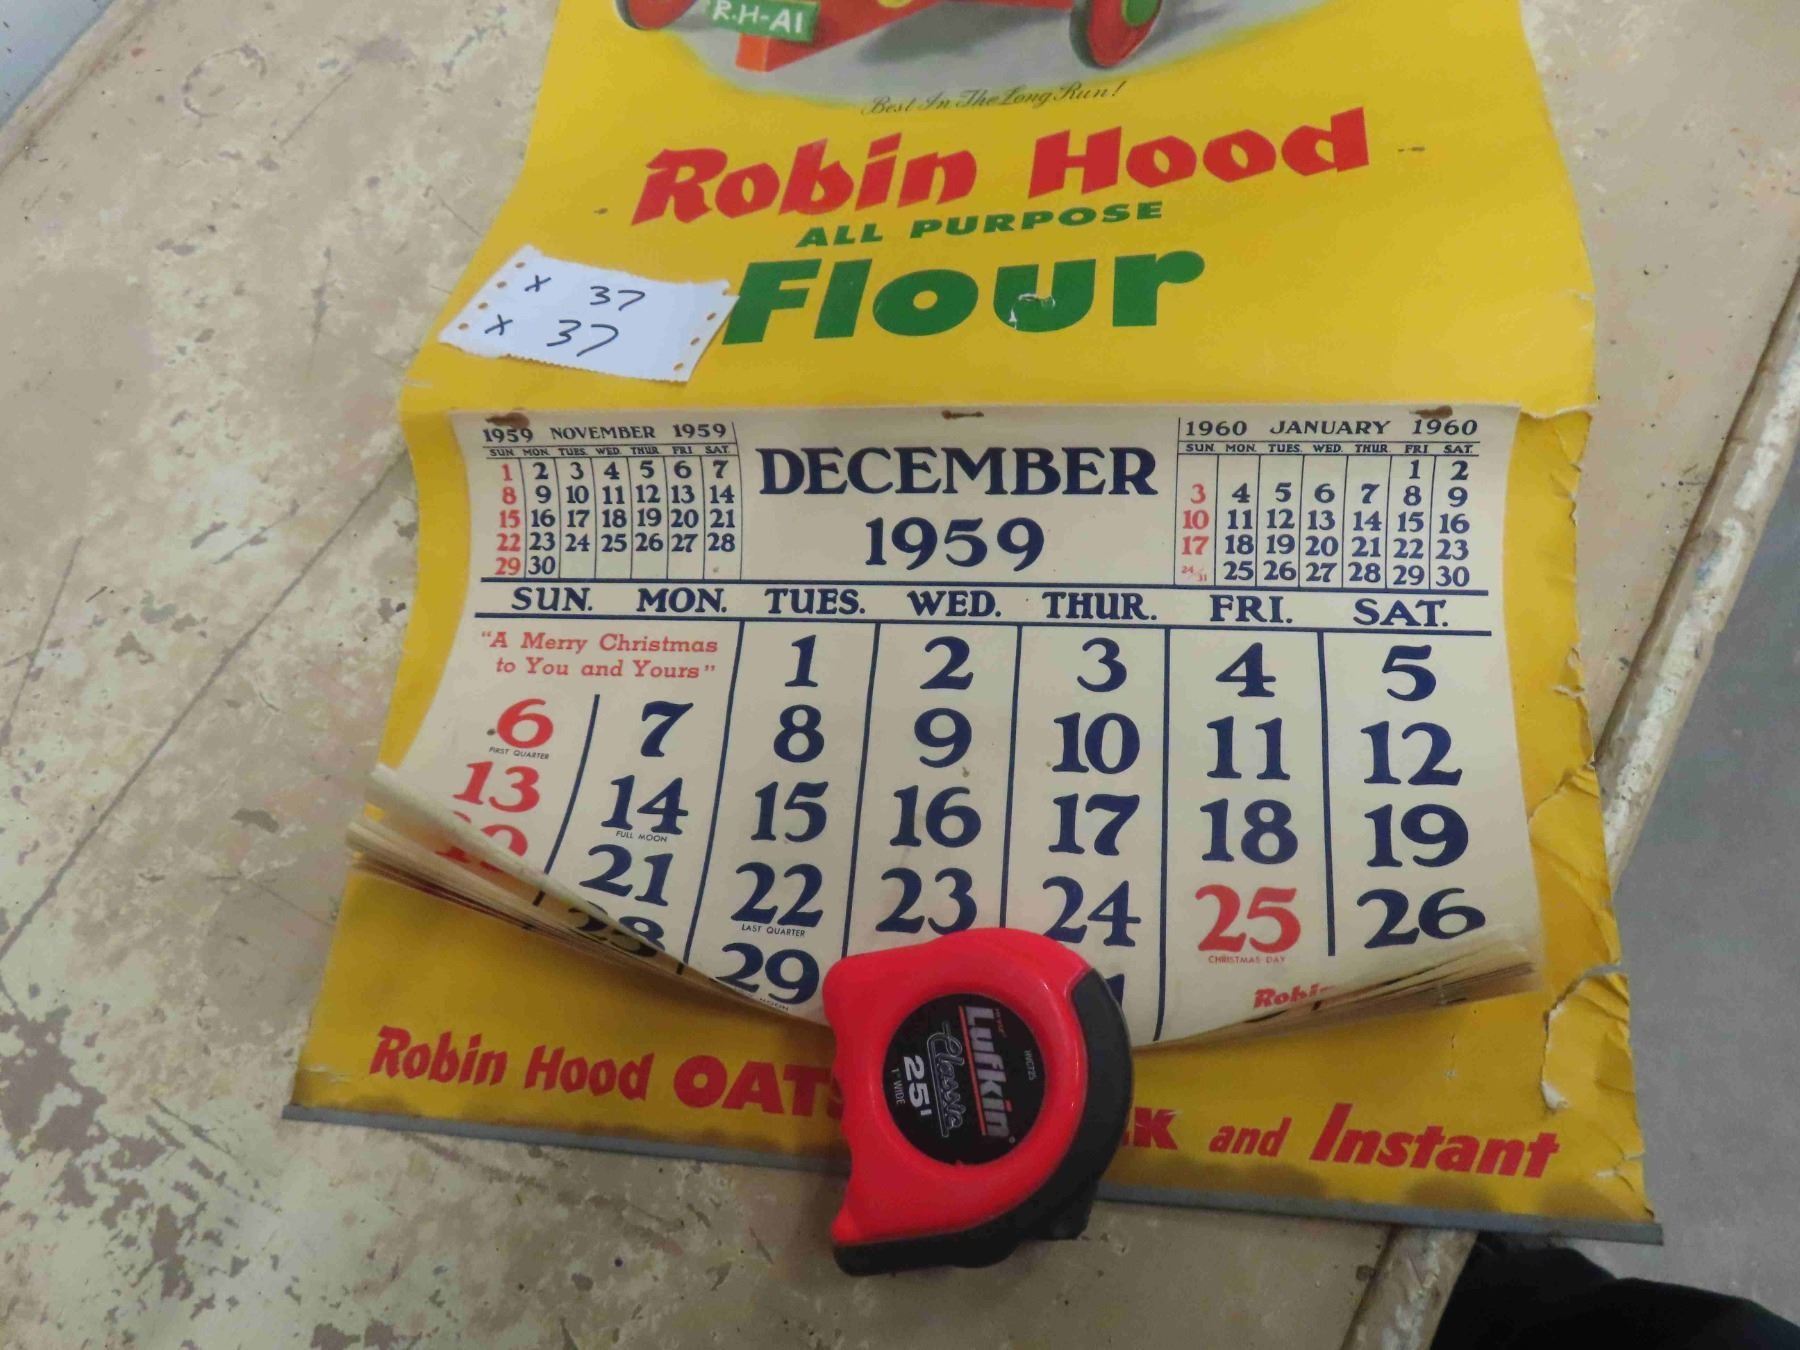 R.H-A1
Best In The Long Run!
Robin Hood
ALL PURPOSE
Flour
x 37
x 37
1959 NOVEMBER 1959
SUN. MON. TUES. WED. THUR. FRI. SAT.
1 2 3 4 5 6 7
8 9 10 11 12 13 14
15 16 17 18 19 20 21
22 23 24 25 26 27 28
29 30
DECEMBER
1959
1960 JANUARY 1960
SUN. MON. TUES. WED. THUR. FRI. SAT.
1 2
3 4 5 6 7 8 9
10 11 12 13 14 15 16
17 18 19 20 21 22 23
24/31 25 26 27 28 29 30
SUN. MON. TUES. WED. THUR. FRI. SAT.
"A Merry Christmas
to You and Yours"
1 2 3 4 5
6 7 8 9 10 11 12
FIRST QUARTER
13 14 15 16 17 18 19
FULL MOON
21 22 23 24 25 26
LAST QUARTER
CHRISTMAS DAY
28 29
MOON
Robin Hood OATS and Instant
Lufkin
Classic
25'
1" WIDE